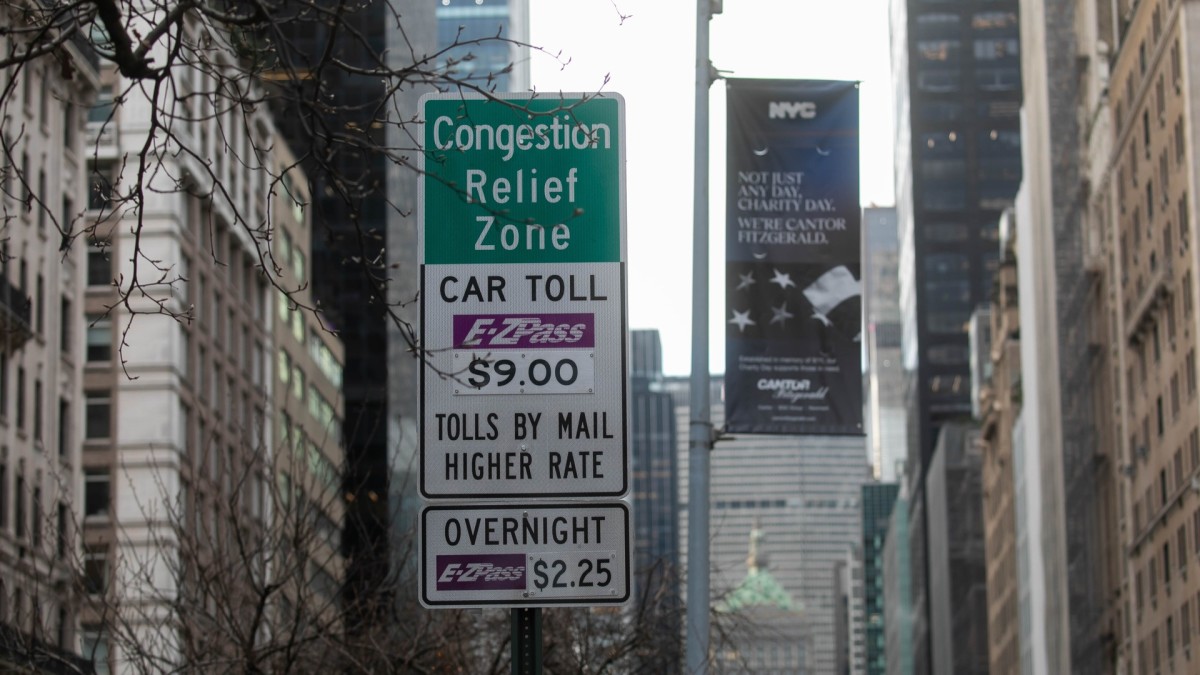 Congestion
Relief
Zone
CAR TOLL
E-ZPass
$9.00
TOLLS BY MAIL
HIGHER RATE
OVERNIGHT
E-ZPass $2.25
NYC
NOT JUST
ANY DAY,
CHARITY DAY.
WE'RE CANTOR
FITZGERALD.
CANTOR
Fitzgerald